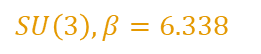 SU(3), β = 6.338